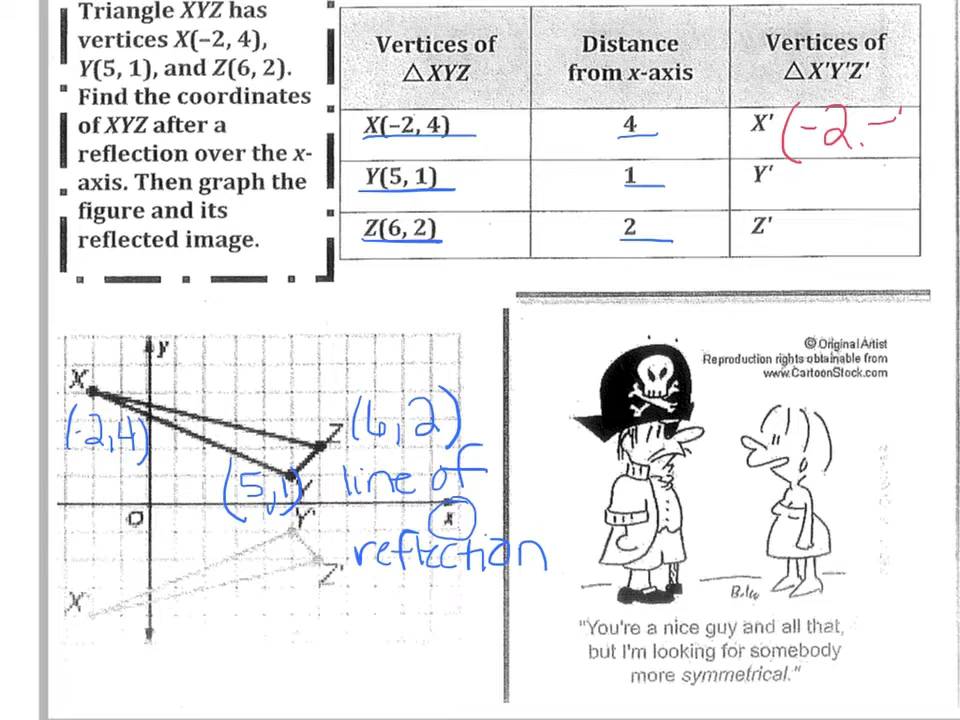 Triangle XYZ has
vertices X(–2, 4),
Y(5, 1), and Z(6, 2).
Find the coordinates
of XYZ after a
reflection over the x-
axis. Then graph the
figure and its
reflected image.
Vertices of △XYZ
Distance from x-axis
Vertices of △X'Y'Z'
X(–2, 4) 4 X' (-2, -
Y(5, 1) 1 Y'
Z(6, 2) 2 Z'
y
X
(-2,4)
Z
(6,2)
Y
(5,1)
line of
O
x
Y'
reflection
Z'
X'
© Original Artist
Reproduction rights obtainable from
www.CartoonStock.com
"You're a nice guy and all that,
but I'm looking for somebody
more symmetrical."